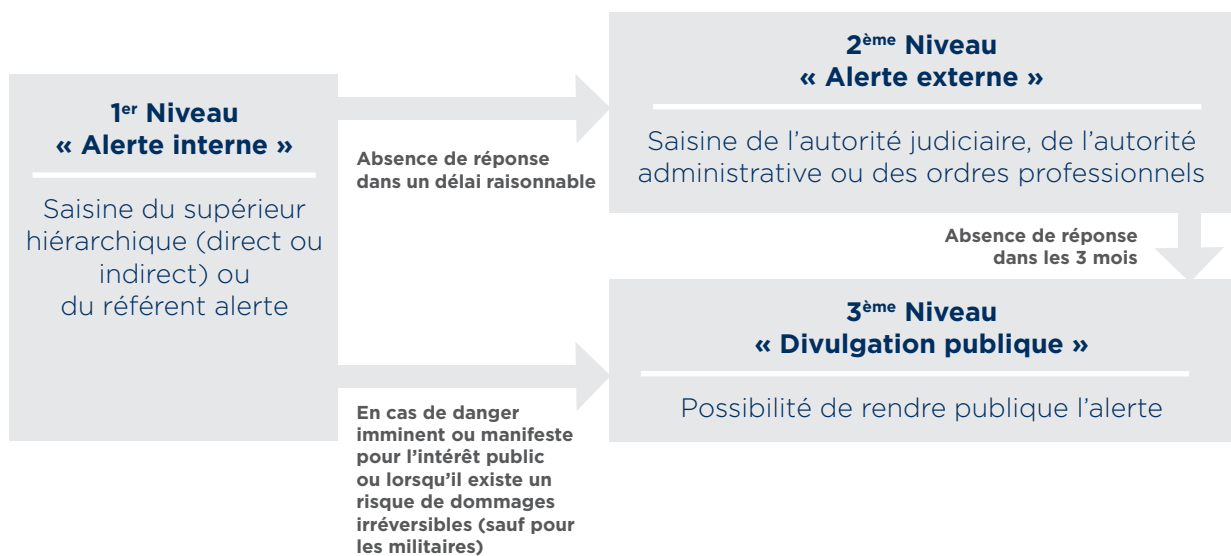 1er Niveau
« Alerte interne »
Saisine du supérieur
hiérarchique (direct ou
indirect) ou
du référent alerte
Absence de réponse
dans un délai raisonnable
2ème Niveau
« Alerte externe »
Saisine de l’autorité judiciaire, de l’autorité
administrative ou des ordres professionnels
Absence de réponse
dans les 3 mois
En cas de danger
imminent ou manifeste
pour l’intérêt public
ou lorsqu’il existe un
risque de dommages
irréversibles (sauf pour
les militaires)
3ème Niveau
« Divulgation publique »
Possibilité de rendre publique l’alerte